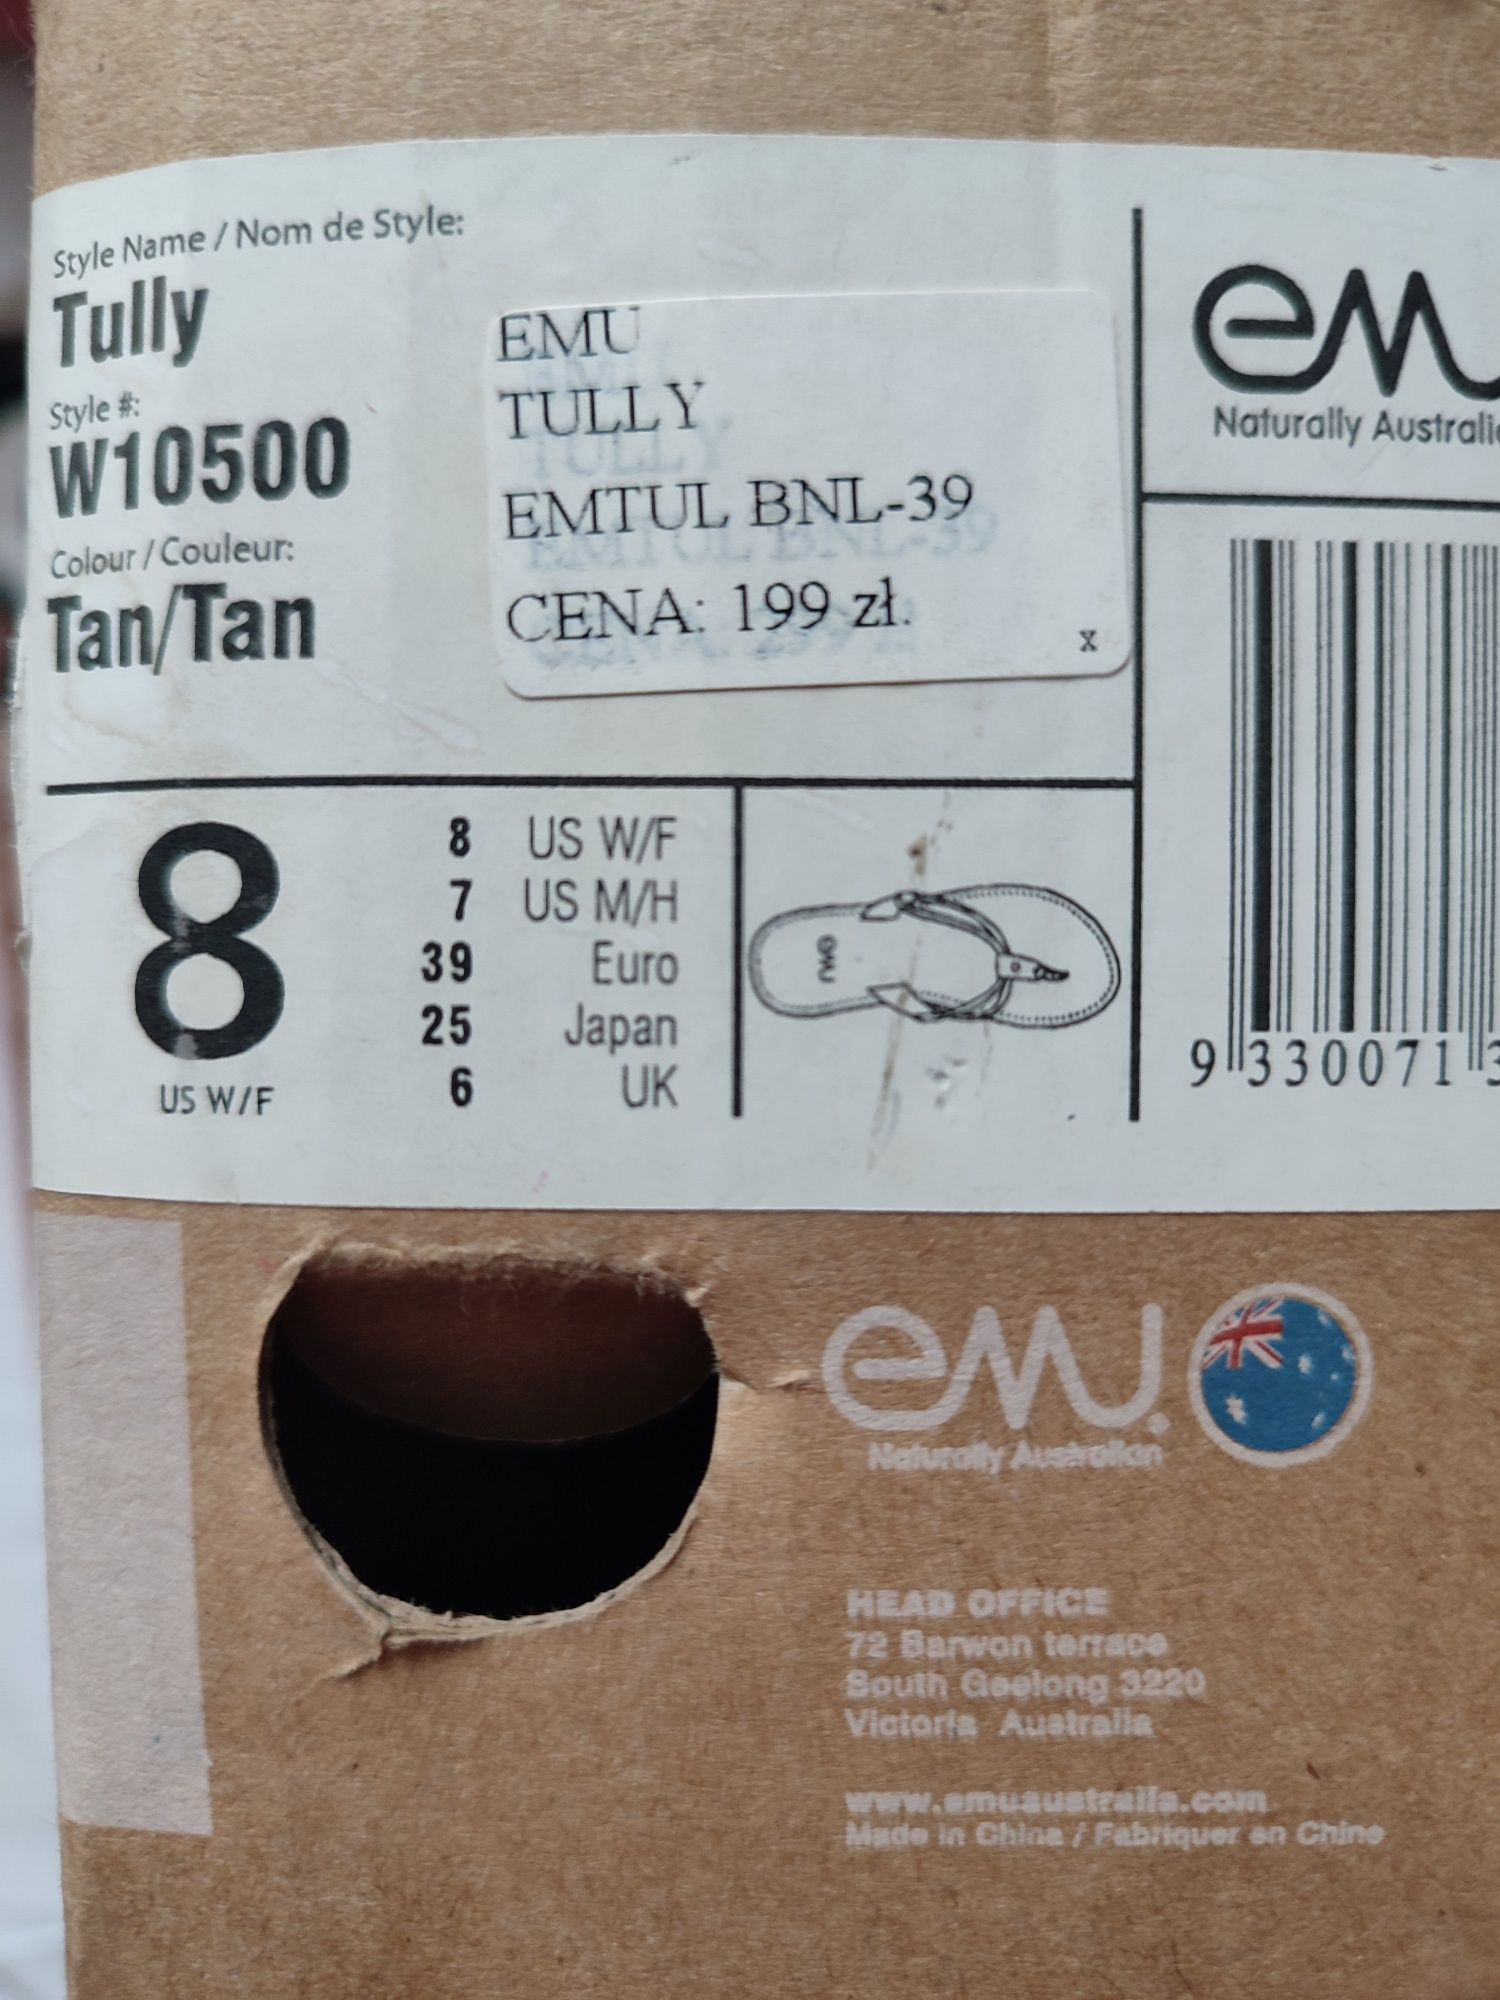 Style Name / Nom de Style:
Tully
Style #:
W10500
Colour / Couleur:
Tan/Tan
EMU
TULLY
EMTUL BNL-39
CENA: 199 zł.
x
emu
Naturally Australia
8
US W/F
8 US W/F
7 US M/H
39 Euro
25 Japan
6 UK
emu
9 330071 3
emu
Naturally Australian
HEAD OFFICE
72 Barwon terrace
South Geelong 3220
Victoria Australia
www.emuaustralia.com
Made in China / Fabriquer en Chine